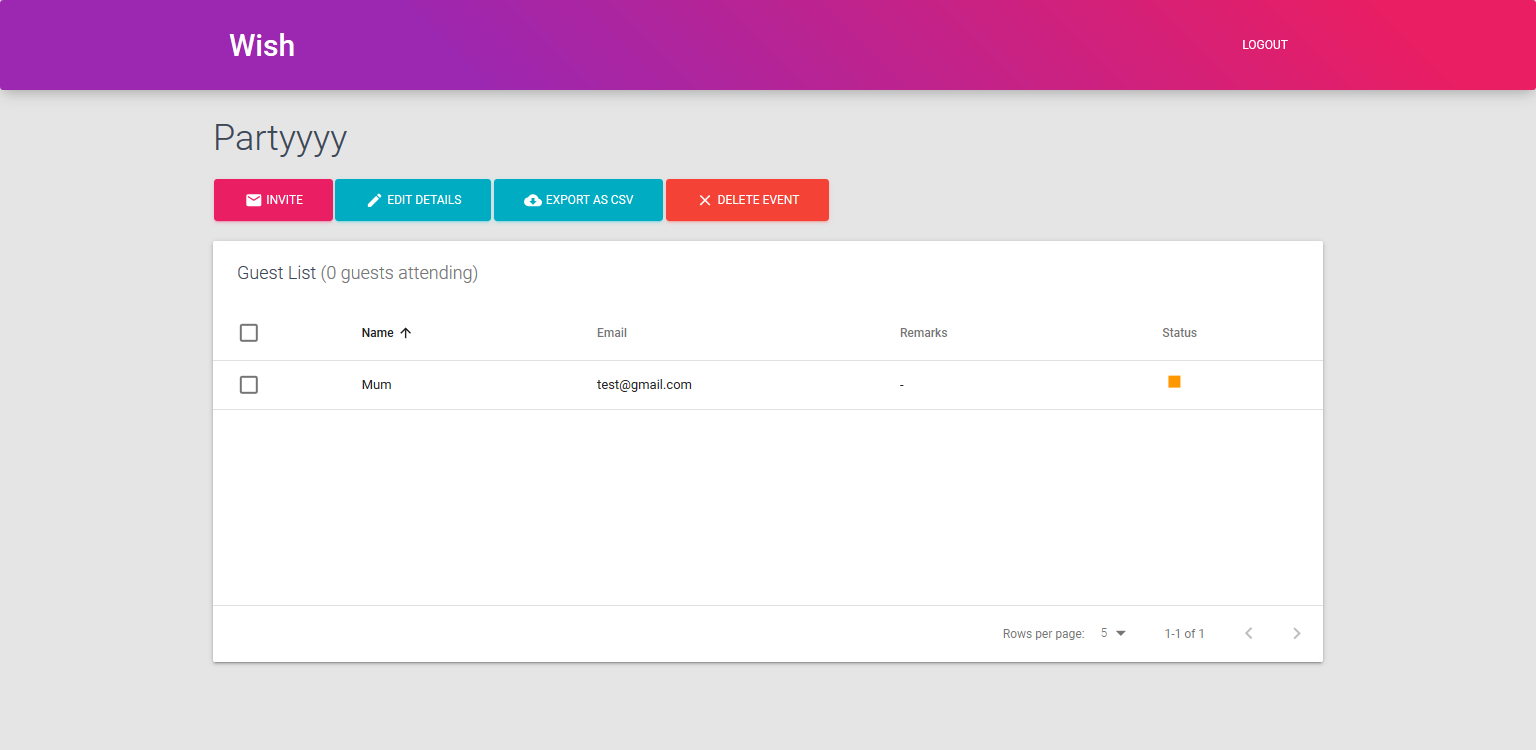 Wish LOGOUT
Partyyyy
INVITE EDIT DETAILS EXPORT AS CSV DELETE EVENT
Guest List (0 guests attending)
Name Email Remarks Status
Mum test@gmail.com -
Rows per page: 5 1-1 of 1